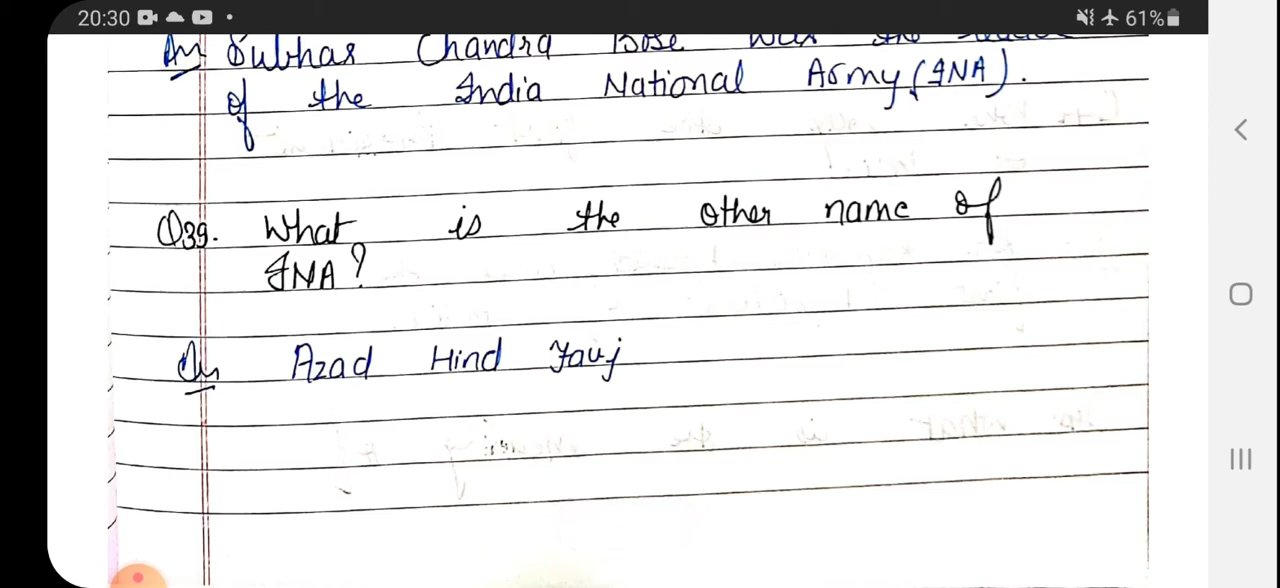 20:30
61%
Ans Subhas Chandra Bose was the
of the India National Army (INA).
Q39. What is the other name of
INA?
Ans Azad Hind Fauj